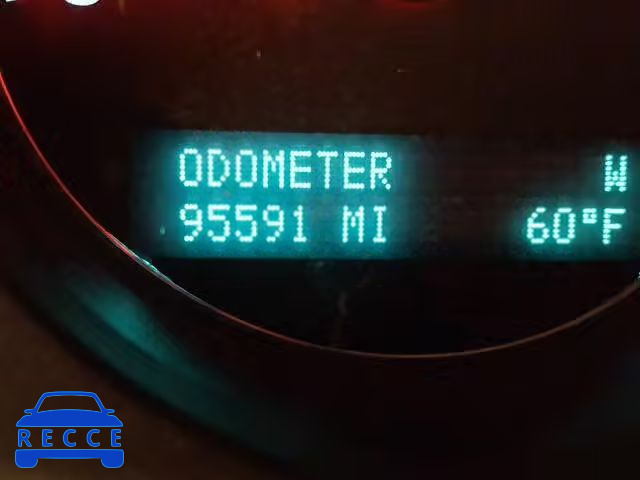 ODOMETER W
95591 MI 60°F
RECCE